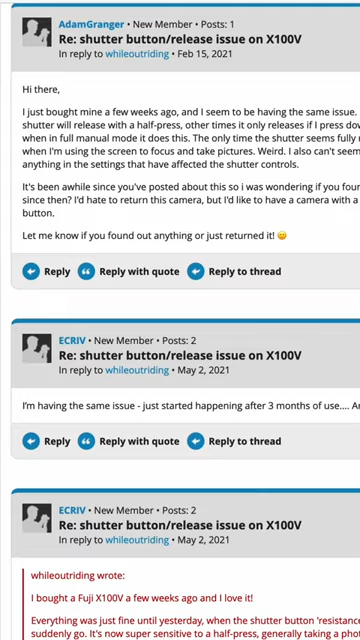 AdamGranger • New Member • Posts: 1
Re: shutter button/release issue on X100V
In reply to whileoutriding • Feb 15, 2021
Hi there,
I just bought mine a few weeks ago, and I seem to be having the same issue.
shutter will release with a half-press, other times it only releases if I press
when in full manual mode it does this. The only time the shutter seems fully
when I'm using the screen to focus and take pictures. Weird. I also can't seem
anything in the settings that have affected the shutter controls.
It's been awhile since you've posted about this so i was wondering if you
since then? I'd hate to return this camera, but I'd like to have a camera with a
button.
Let me know if you found out anything or just returned it! 🙂
Reply Reply with quote Reply to thread
ECRIV • New Member • Posts: 2
Re: shutter button/release issue on X100V
In reply to whileoutriding • May 2, 2021
I'm having the same issue - just started happening after 3 months of use....
Reply Reply with quote Reply to thread
ECRIV • New Member • Posts: 2
Re: shutter button/release issue on X100V
In reply to whileoutriding • May 2, 2021
whileoutriding wrote:
I bought a Fuji X100V a few weeks ago and I love it!
Everything was just fine until yesterday, when the shutter button
suddenly go. It's now super sensitive to a half-press, generally taking a